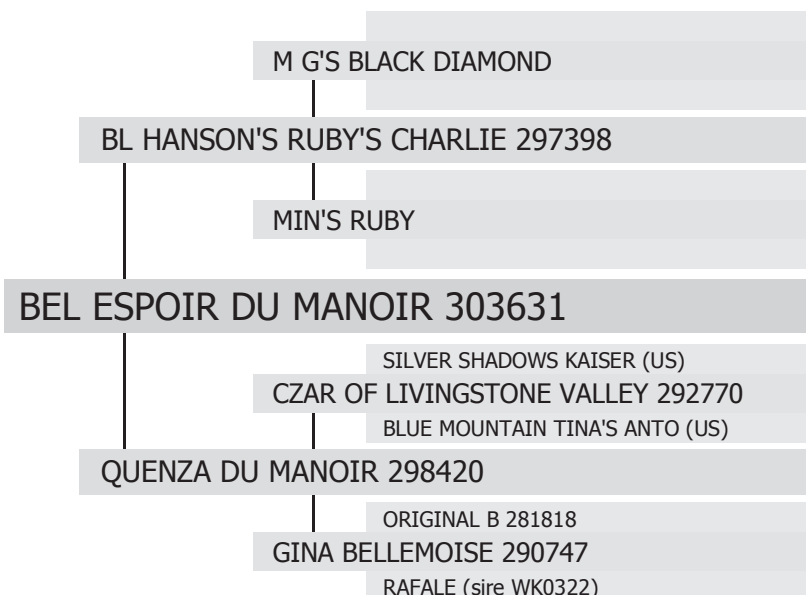 M G'S BLACK DIAMOND
BL HANSON'S RUBY'S CHARLIE 297398
MIN'S RUBY
BEL ESPOIR DU MANOIR 303631
SILVER SHADOWS KAISER (US)
CZAR OF LIVINGSTONE VALLEY 292770
BLUE MOUNTAIN TINA'S ANTO (US)
QUENZA DU MANOIR 298420
ORIGINAL B 281818
GINA BELLEMOISE 290747
RAFALE (sire WK0322)